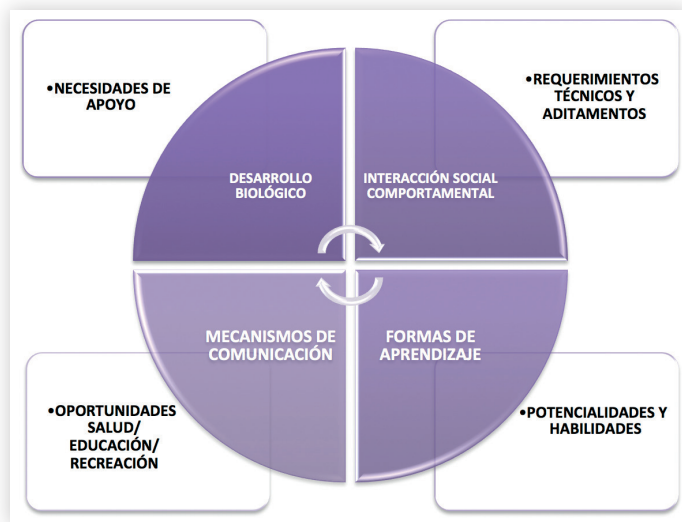 •NECESIDADES DE
APOYO
•REQUERIMIENTOS
TÉCNICOS Y
ADITAMENTOS
DESARROLLO
BIOLÓGICO
INTERACCIÓN SOCIAL
COMPORTAMENTAL
MECANISMOS DE
COMUNICACIÓN
FORMAS DE
APRENDIZAJE
•OPORTUNIDADES
SALUD/
EDUCACIÓN/
RECREACIÓN
•POTENCIALIDADES Y
HABILIDADES